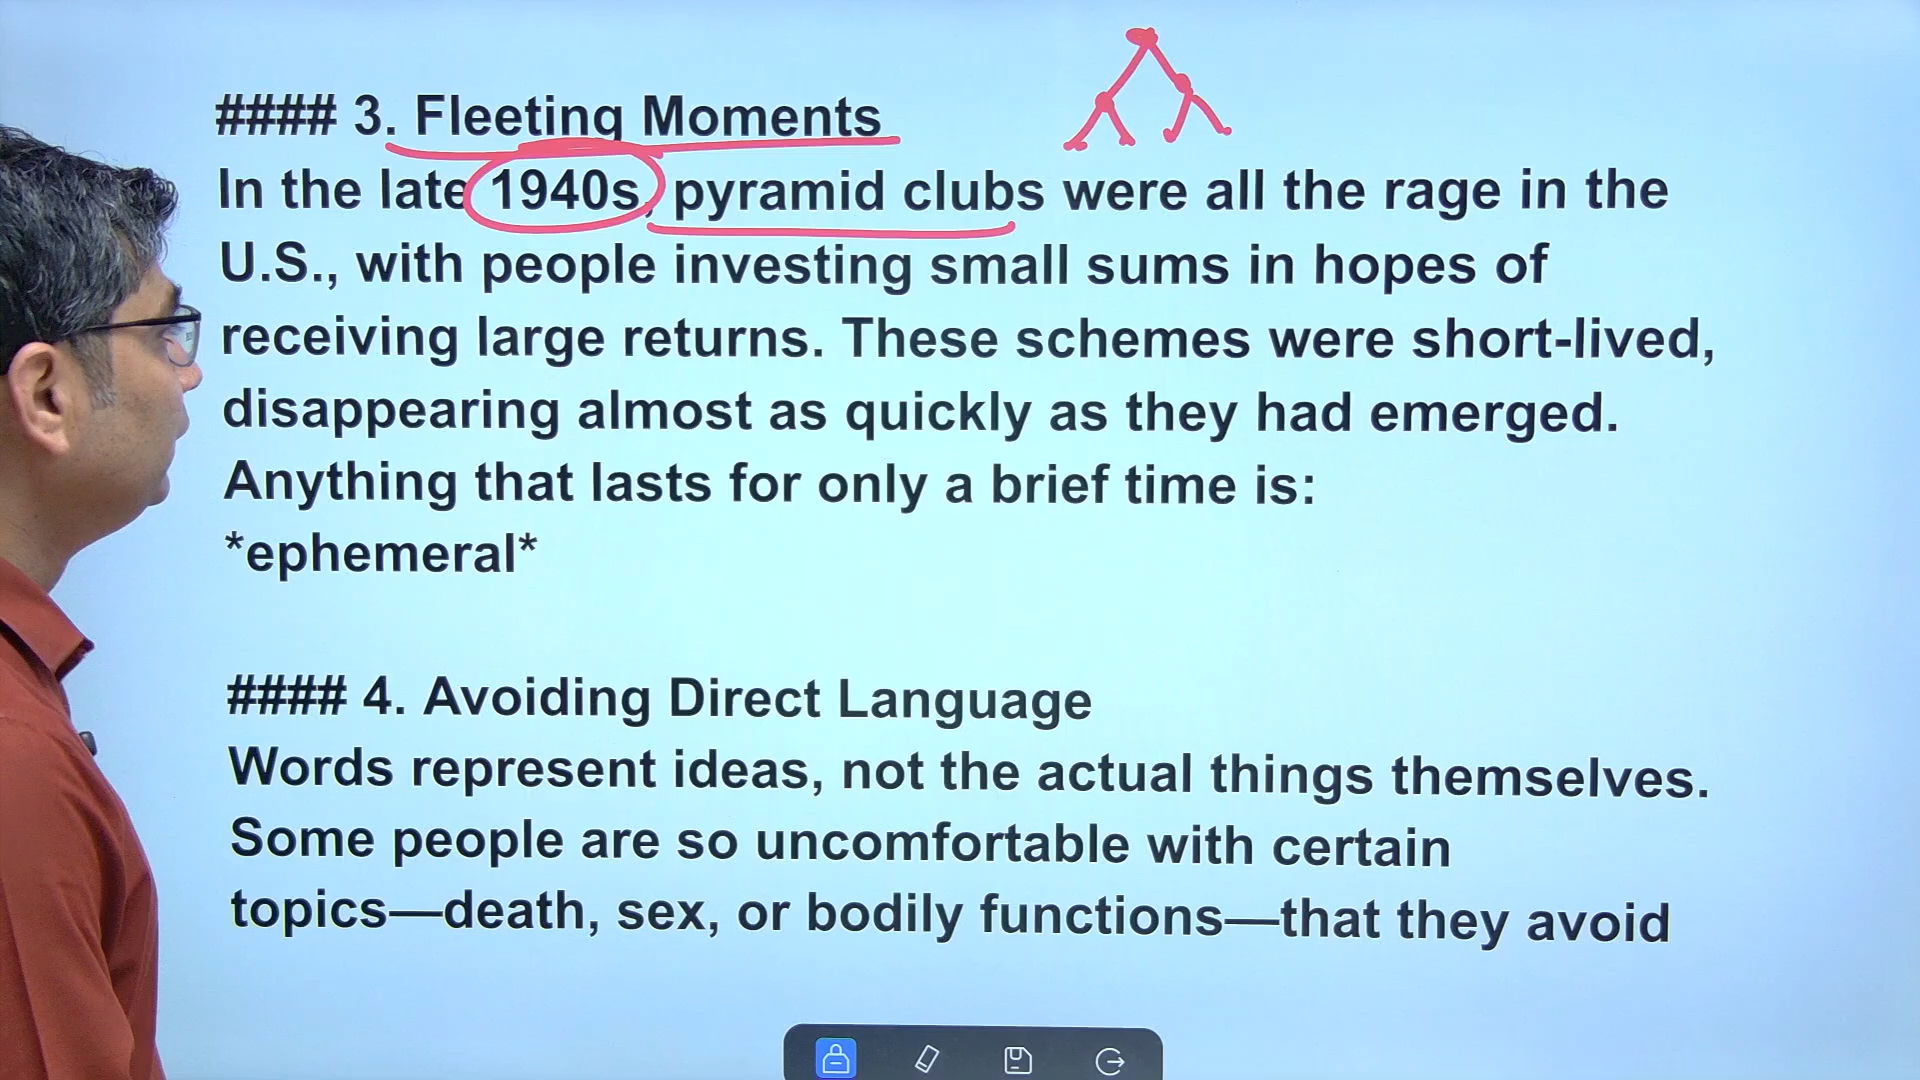 #### 3. Fleeting Moments
In the late 1940s, pyramid clubs were all the rage in the
U.S., with people investing small sums in hopes of
receiving large returns. These schemes were short-lived,
disappearing almost as quickly as they had emerged.
Anything that lasts for only a brief time is:
*ephemeral*
#### 4. Avoiding Direct Language
Words represent ideas, not the actual things themselves.
Some people are so uncomfortable with certain
topics—death, sex, or bodily functions—that they avoid